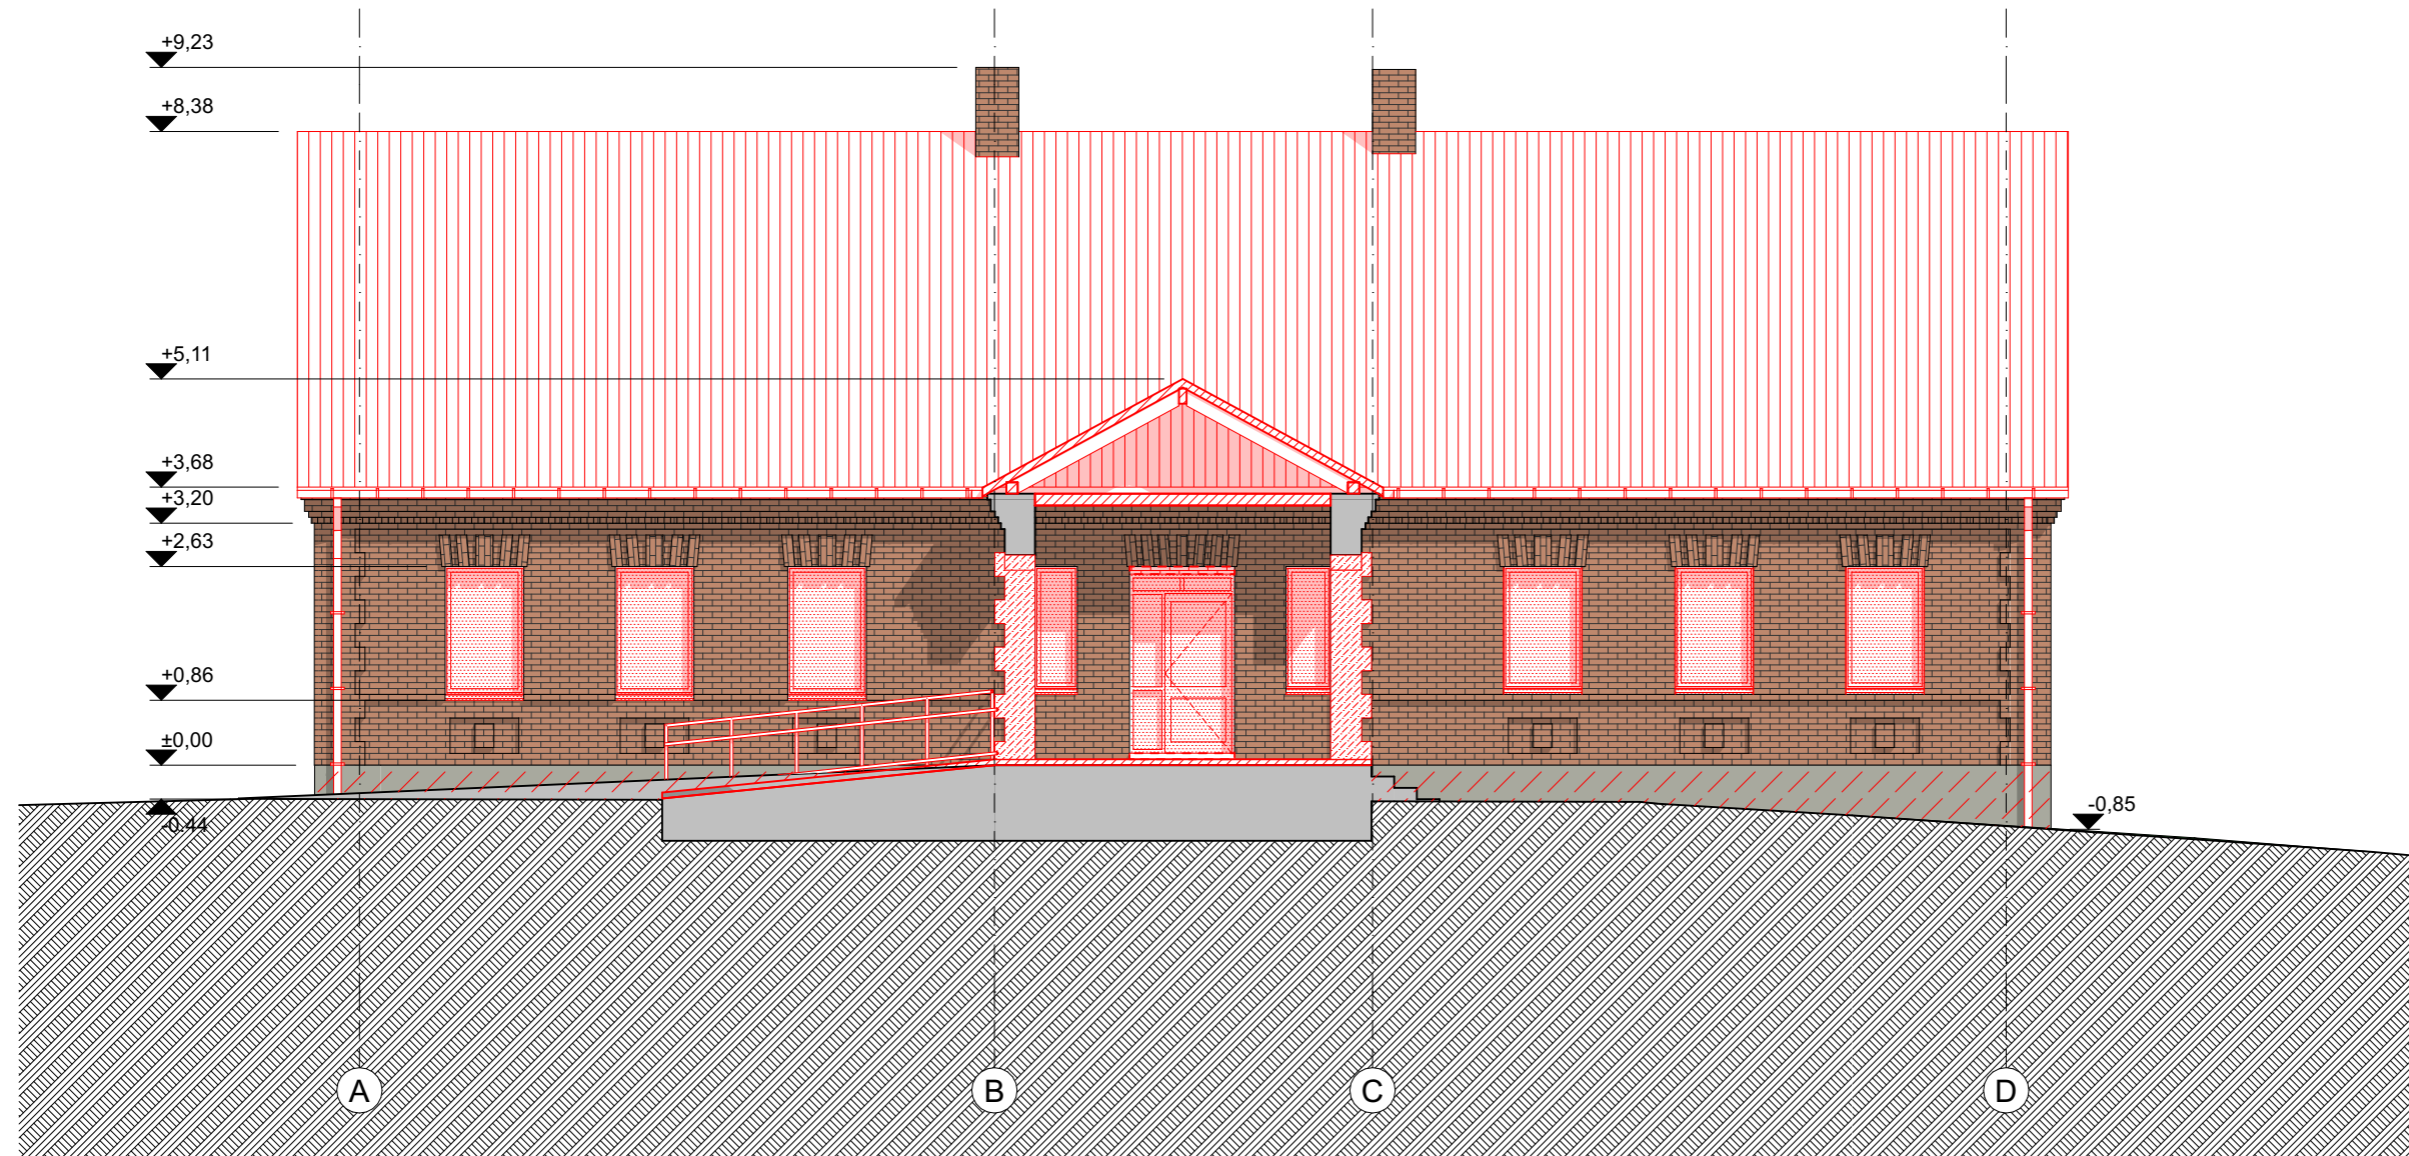 +9,23
+8,38
+5,11
+3,68
+3,20
+2,63
+0,86
±0,00
-0.44
-0,85
A
B
C
D